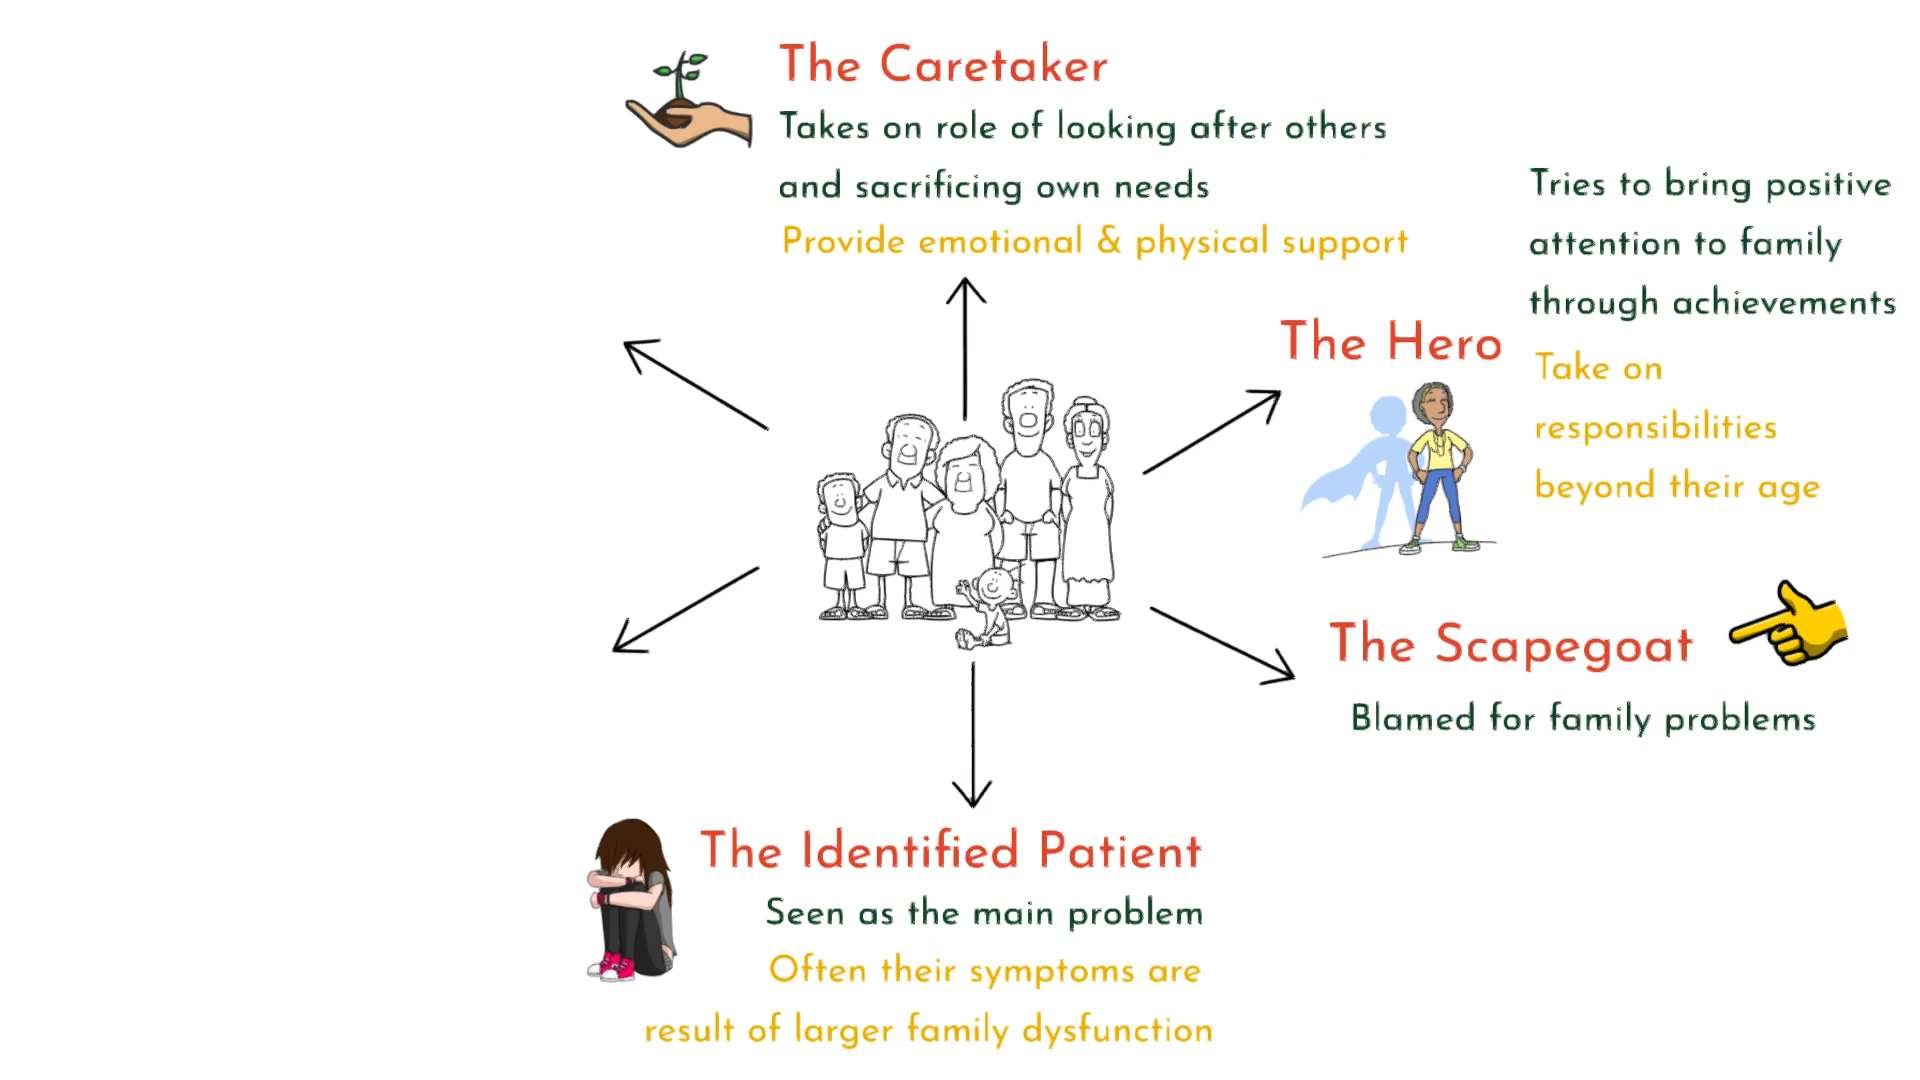 The Caretaker
Takes on role of looking after others
and sacrificing own needs
Provide emotional & physical support
The Hero
Tries to bring positive
attention to family
through achievements
Take on
responsibilities
beyond their age
The Scapegoat
Blamed for family problems
The Identified Patient
Seen as the main problem
Often their symptoms are
result of larger family dysfunction